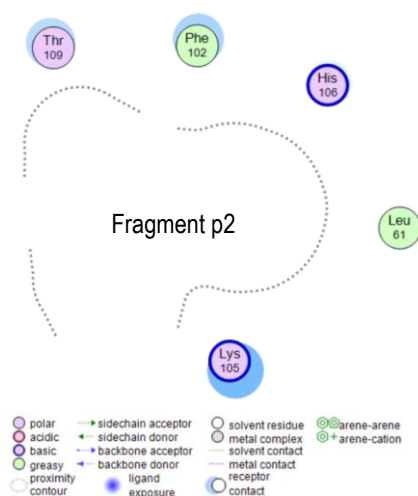 Thr
109
Phe
102
His
106
Fragment p2
Leu
61
Lys
105
polar
acidic
basic
greasy
proximity
contour
sidechain acceptor
sidechain donor
backbone acceptor
backbone donor
ligand
exposure
solvent residue
metal complex
solvent contact
metal contact
receptor
contact
arene-arene
arene-cation